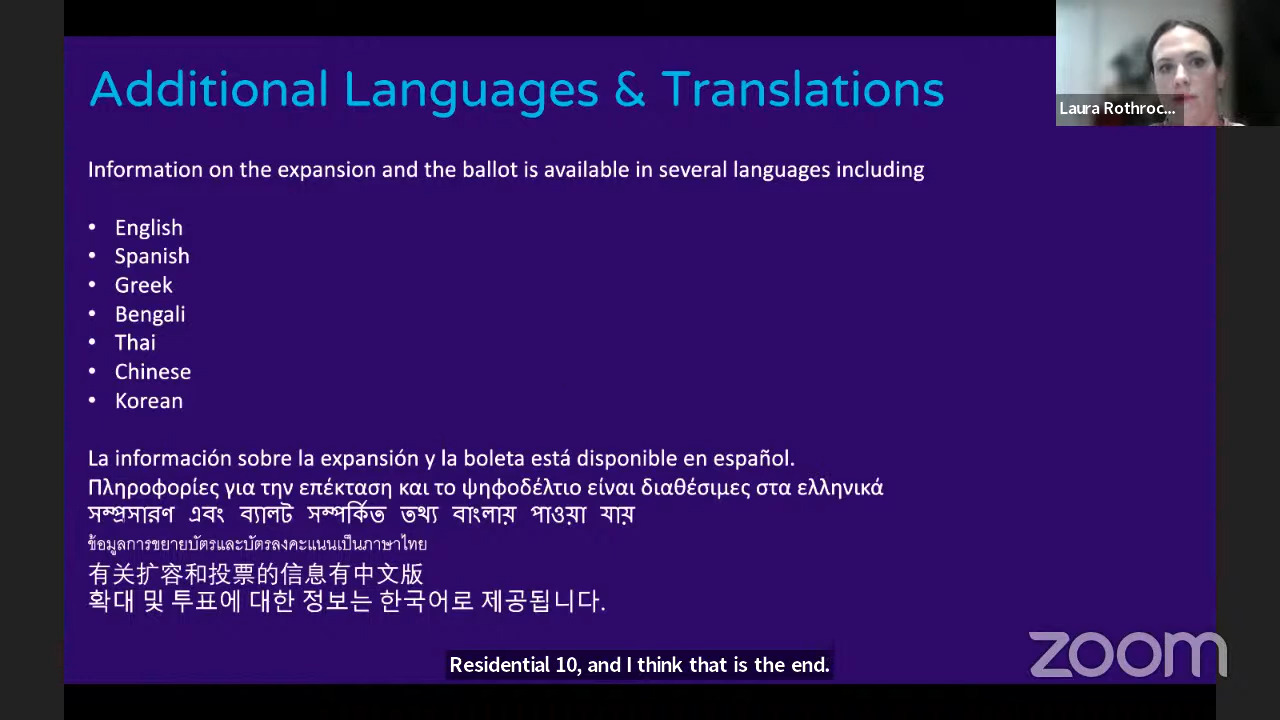 Additional Languages & Translations
Laura Rothroc...
Information on the expansion and the ballot is available in several languages including
• English
• Spanish
• Greek
• Bengali
• Thai
• Chinese
• Korean
La información sobre la expansión y la boleta está disponible en español.
Πληροφορίες για την επέκταση και το ψηφοδέλτιο είναι διαθέσιμες στα ελληνικά
সম্প্রসারণ এবং ব্যালট সম্পর্কিত তথ্য বাংলায় পাওয়া যায়
ข้อมูลการขยายบัตรและบัตรลงคะแนนเป็นภาษาไทย
有关扩容和投票的信息有中文版
확대 및 투표에 대한 정보는 한국어로 제공됩니다.
Residential 10, and I think that is the end.
zoom